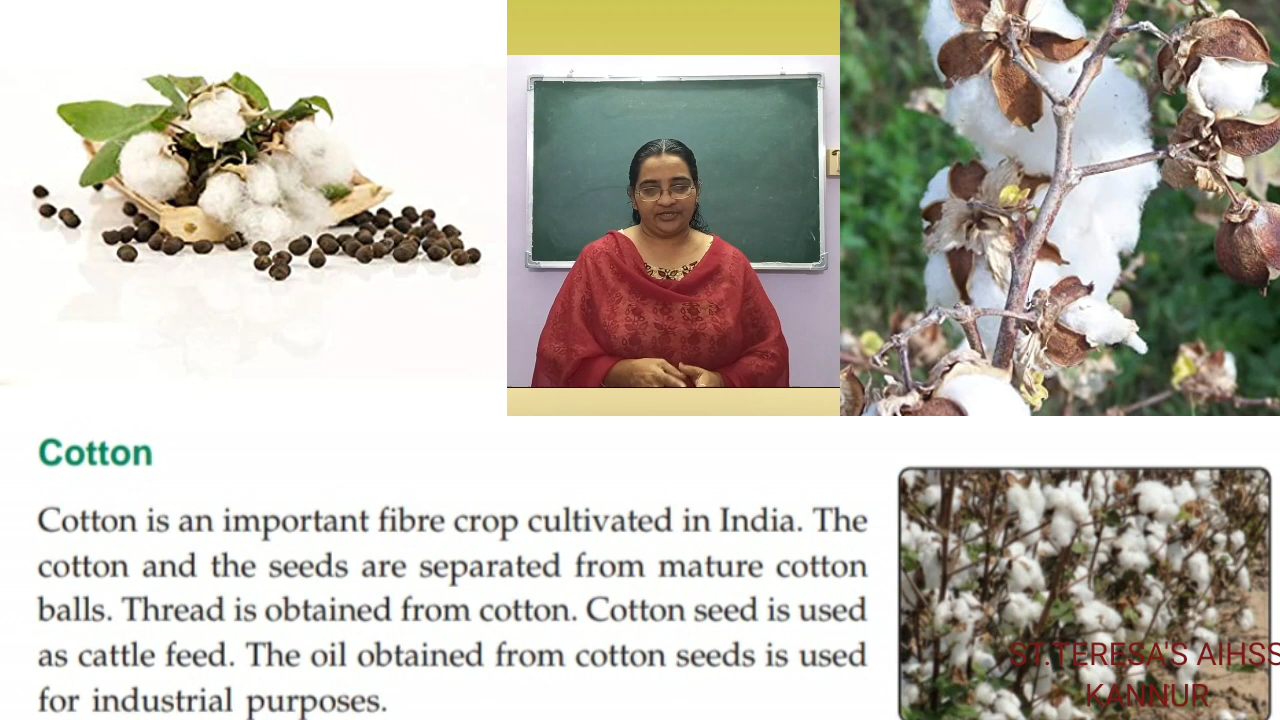 Cotton
Cotton is an important fibre crop cultivated in India. The
cotton and the seeds are separated from mature cotton
balls. Thread is obtained from cotton. Cotton seed is used
as cattle feed. The oil obtained from cotton seeds is used
for industrial purposes.
ST.TERESA'S AIHSS
KANNUR